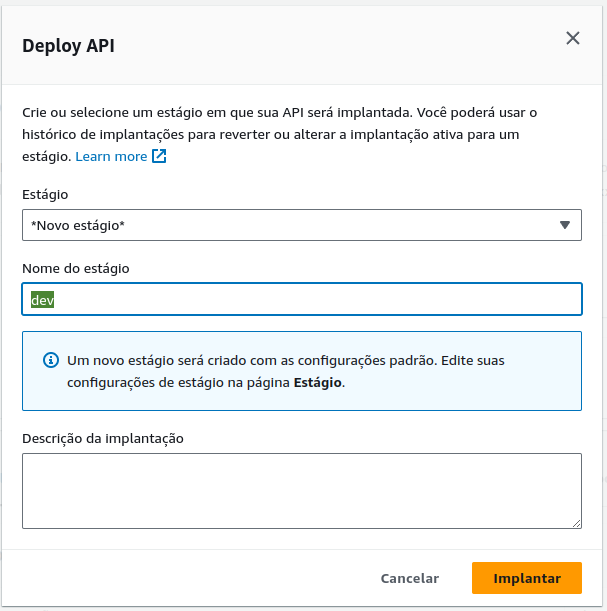 Deploy API
Crie ou selecione um estágio em que sua API será implantada. Você poderá usar o
histórico de implantações para reverter ou alterar a implantação ativa para um
estágio. Learn more
Estágio
*Novo estágio*
Nome do estágio
dev
Um novo estágio será criado com as configurações padrão. Edite suas
configurações de estágio na página Estágio.
Descrição da implantação
Cancelar
Implantar